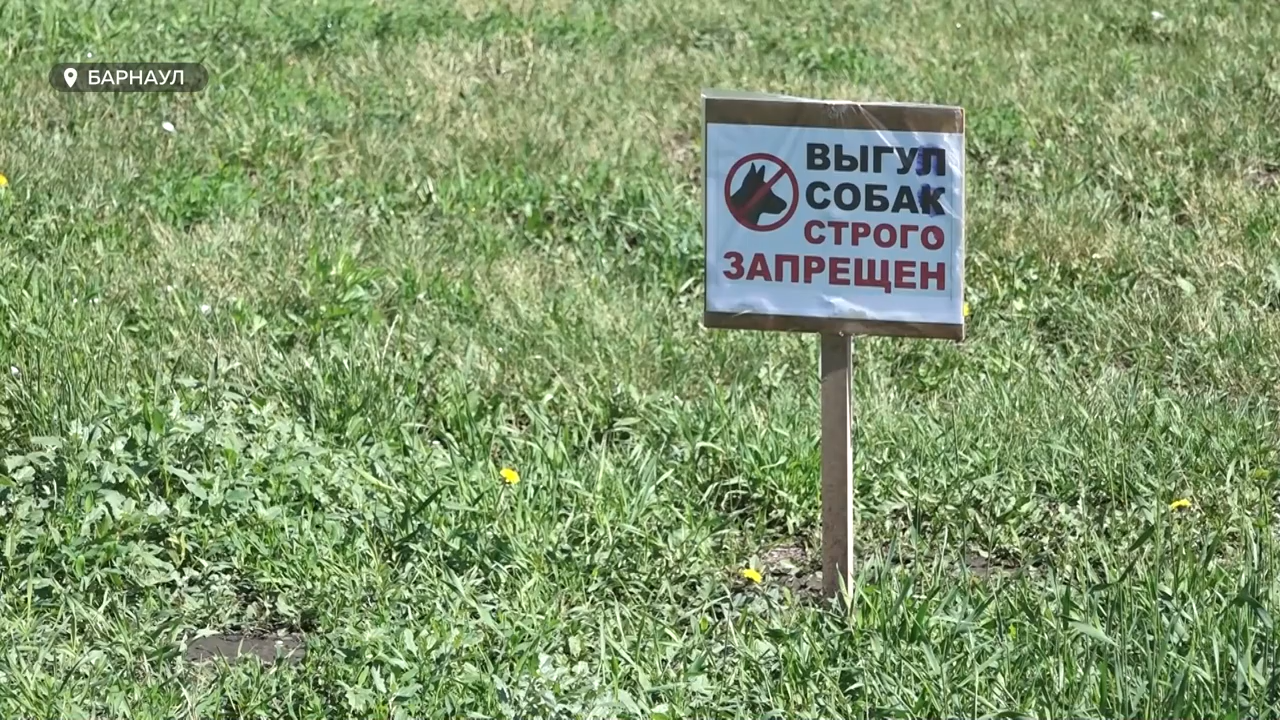 БАРНАУЛ
ВЫГУЛ
СОБАК
СТРОГО
ЗАПРЕЩЕН